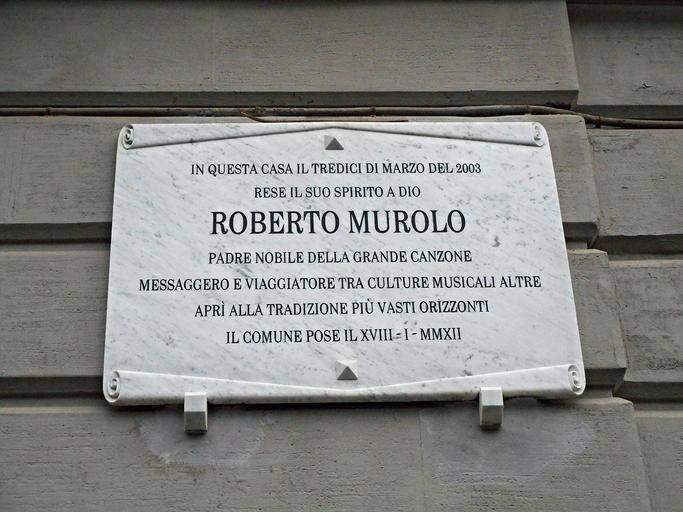 IN QUESTA CASA IL TREDICI DI MARZO DEL 2003
RESE IL SUO SPIRITO A DIO
ROBERTO MUROLO
PADRE NOBILE DELLA GRANDE CANZONE
MESSAGGERO E VIAGGIATORE TRA CULTURE MUSICALI ALTRE
APRÌ ALLA TRADIZIONE PIÙ VASTI ORIZZONTI
IL COMUNE POSE IL XVIII - I - MMXII